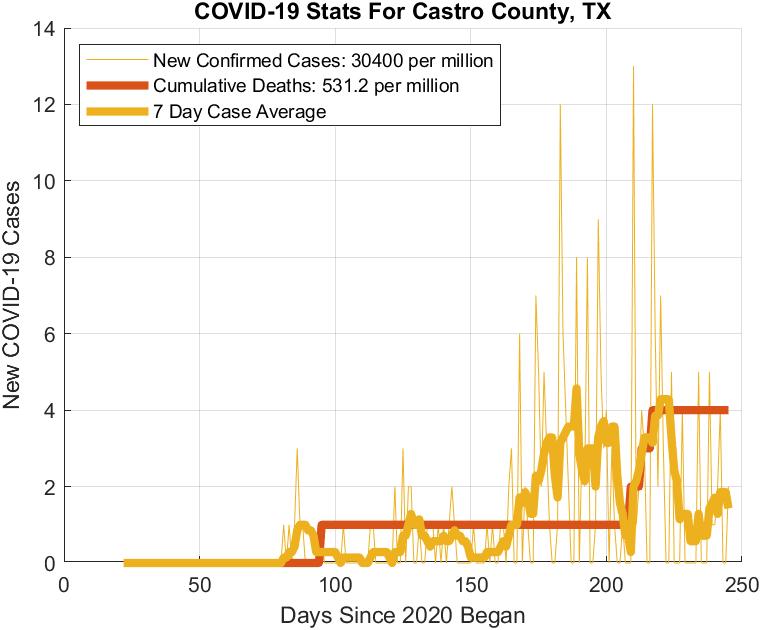 COVID-19 Stats For Castro County, TX
New Confirmed Cases: 30400 per million
Cumulative Deaths: 531.2 per million
7 Day Case Average
New COVID-19 Cases
14
12
10
8
6
4
2
0
0 50 100 150 200 250
Days Since 2020 Began